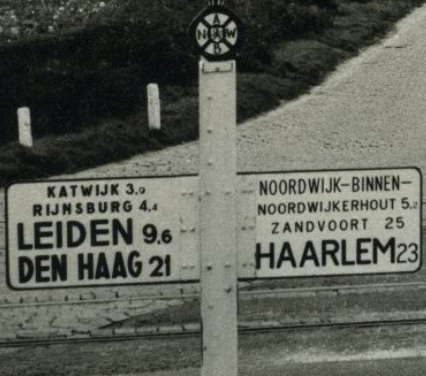 A
N W
B
KATWIJK 3.9
RIJNSBURG 4.4
LEIDEN 9.6
DEN HAAG 21
NOORDWIJK-BINNEN-
NOORDWIJKERHOUT 5.2
ZANDVOORT 25
HAARLEM 23